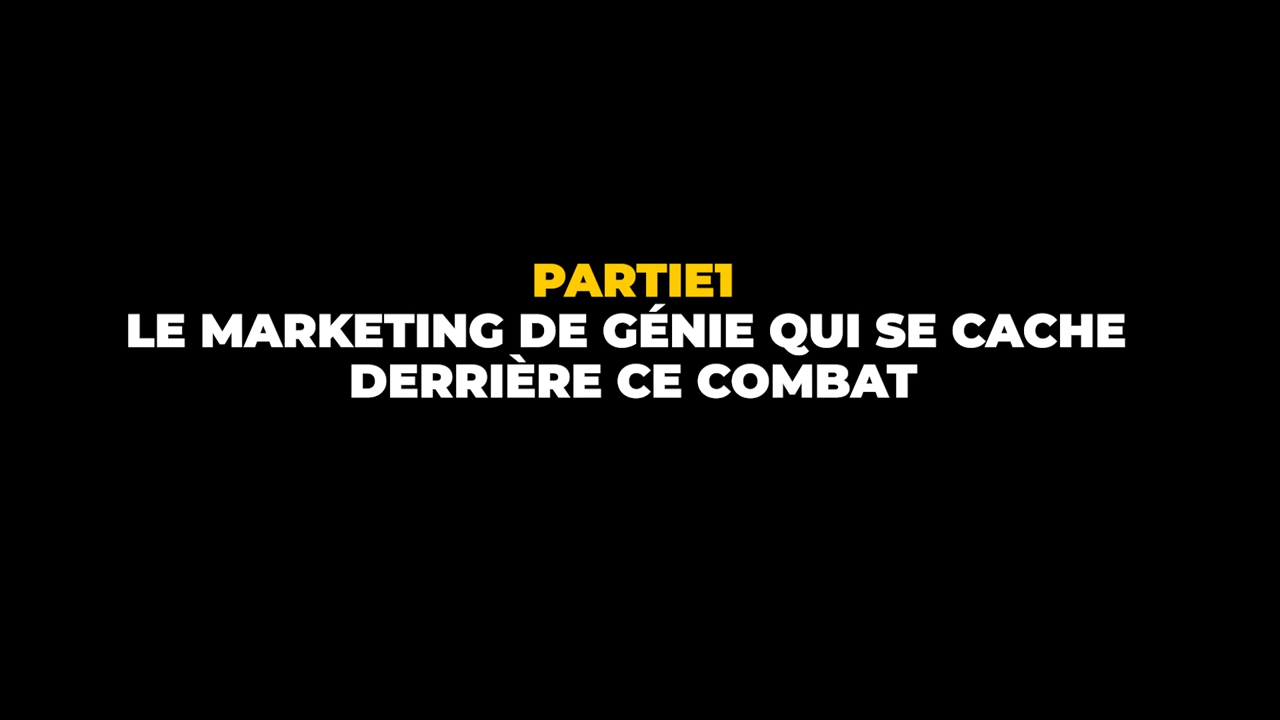 PARTIE1
LE MARKETING DE GÉNIE QUI SE CACHE
DERRIÈRE CE COMBAT